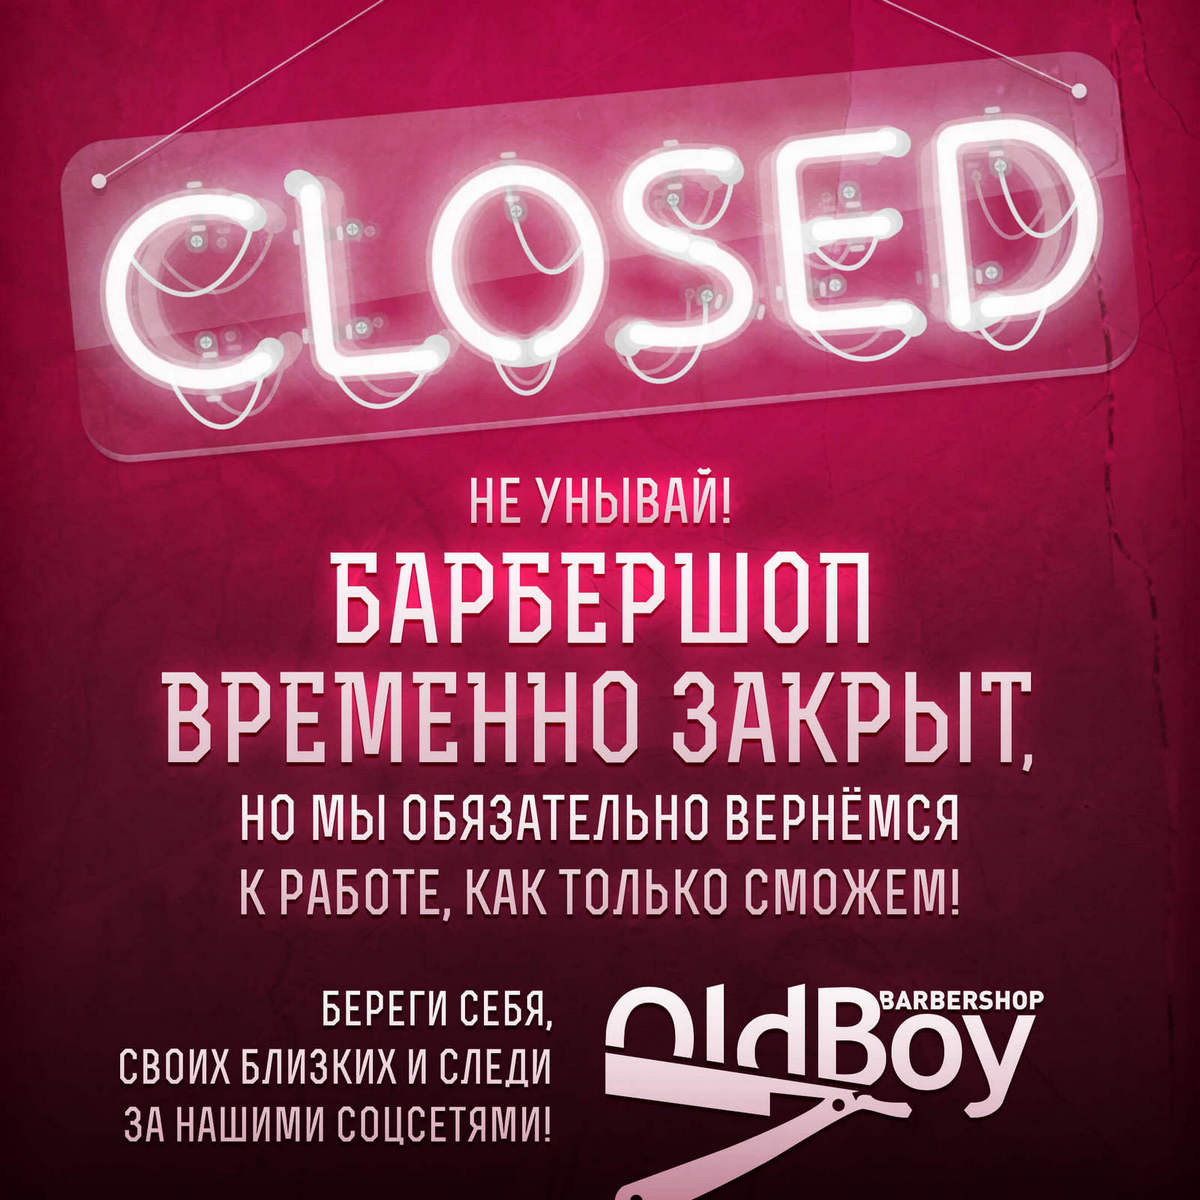 CLOSED
НЕ УНЫВАЙ!
БАРБЕРШОП
ВРЕМЕННО ЗАКРЫТ,
НО МЫ ОБЯЗАТЕЛЬНО ВЕРНЁМСЯ
К РАБОТЕ, КАК ТОЛЬКО СМОЖЕМ!
БЕРЕГИ СЕБЯ,
СВОИХ БЛИЗКИХ И СЛЕДИ
ЗА НАШИМИ СОЦСЕТЯМИ!
BARBERSHOP
OldBoy